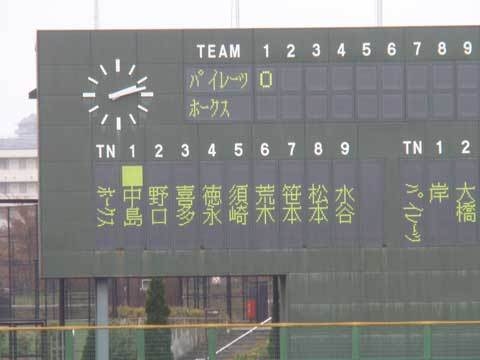 TEAM 1 2 3 4 5 6 7 8 9
パイレーツ 0
ホークス
TN 1 2 3 4 5 6 7 8 9
ホークス 中島 野口 喜多 徳永 須崎 荒木 笹本 松本 水谷
TN 1 2
パイレーツ 岸 大橋